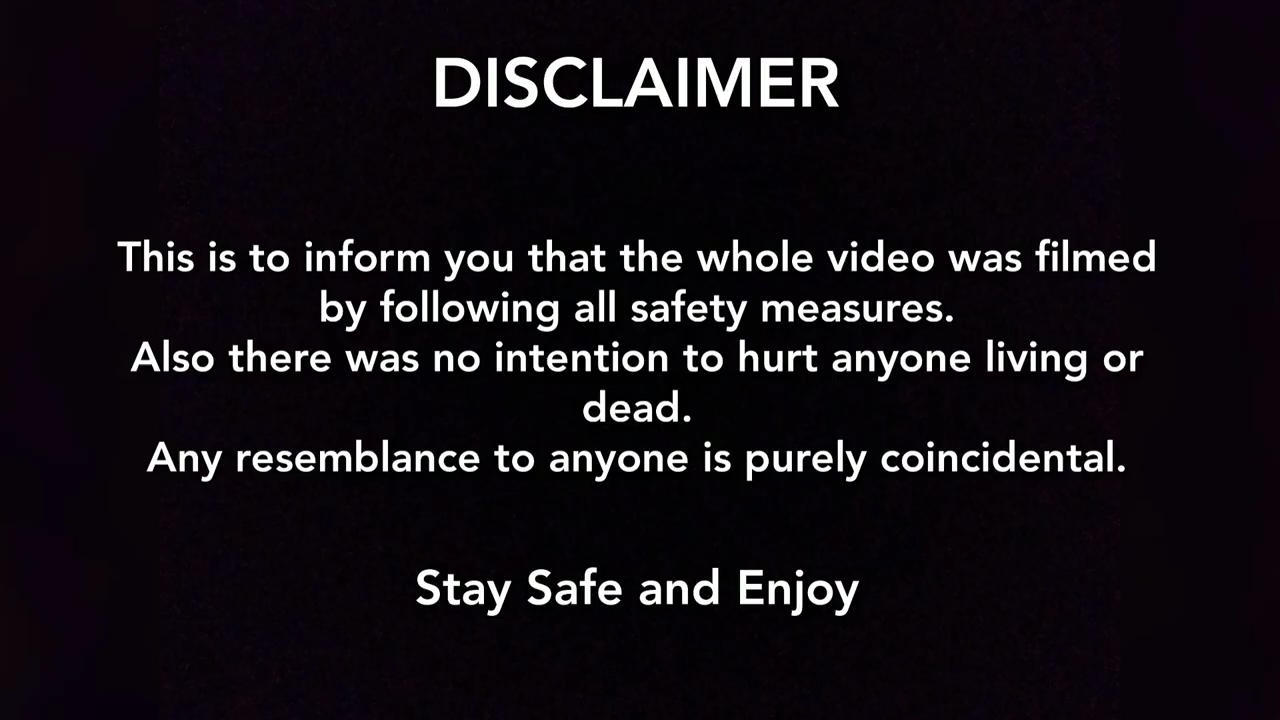 DISCLAIMER
This is to inform you that the whole video was filmed
by following all safety measures.
Also there was no intention to hurt anyone living or
dead.
Any resemblance to anyone is purely coincidental.
Stay Safe and Enjoy